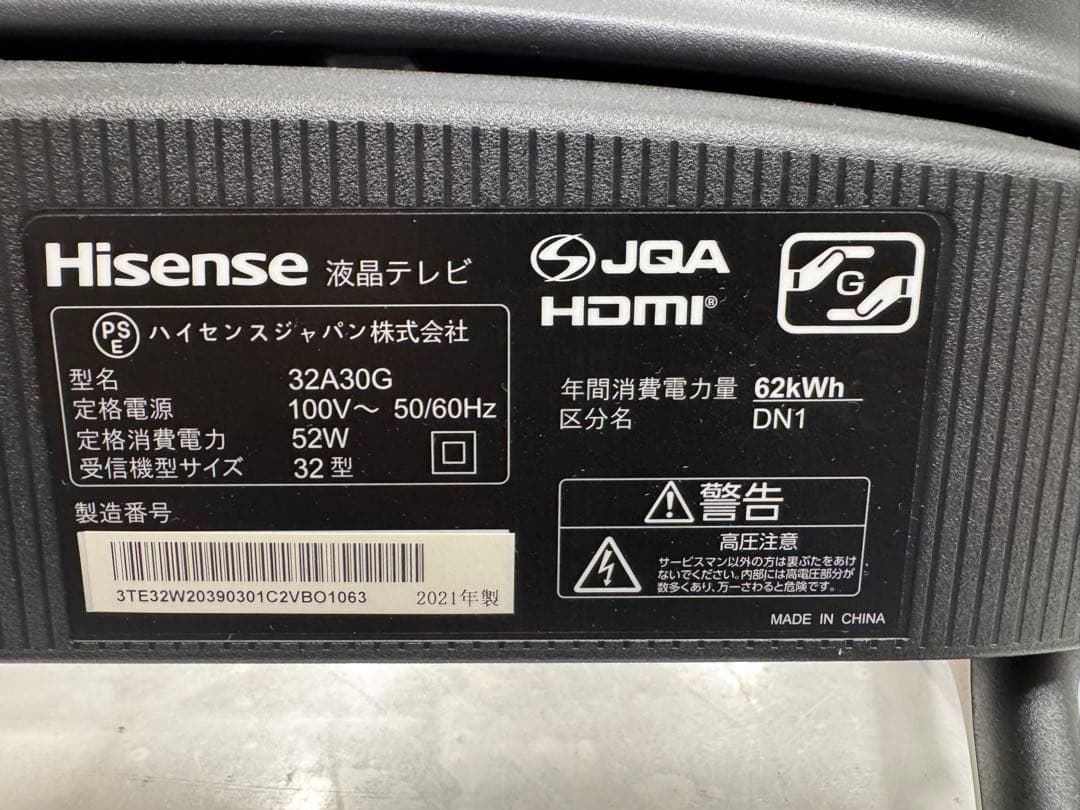 Hisense 液晶テレビ
PSE ハイセンスジャパン株式会社
型名 32A30G
定格電源 100V～ 50/60Hz
定格消費電力 52W
受信機型サイズ 32型
製造番号
3TE32W20390301C2VBO1063 2021年製
JQA
HDMI®
G
年間消費電力量 62kWh
区分名 DN1
警告
高圧注意
サービスマン以外の方は裏ぶたをあけ
ないでください。内部には高電圧部分が
数多くあり、万一さわると危険です。
MADE IN CHINA